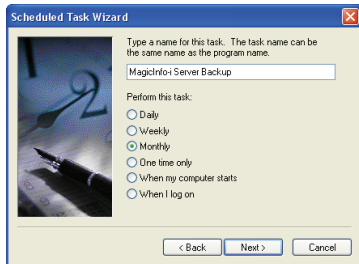 Scheduled Task Wizard
Type a name for this task. The task name can be
the same name as the program name.
MagicInfo-i Server Backup
Perform this task:
Daily
Weekly
Monthly
One time only
When my computer starts
When I log on
< Back
Next >
Cancel